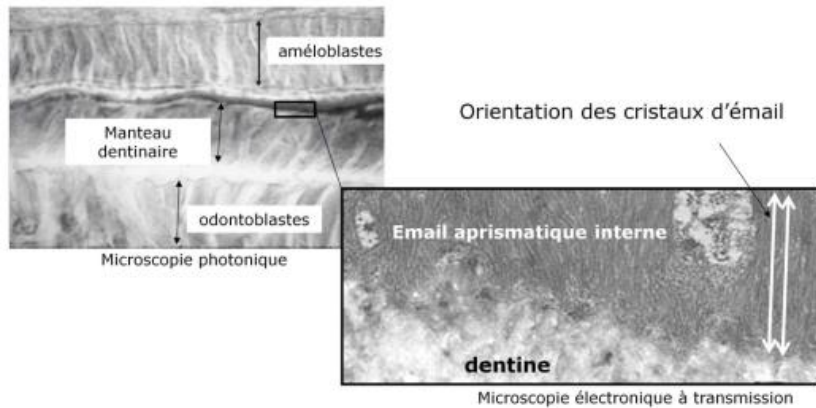 améloblastes
Manteau
dentinaire
odontoblastes
Microscopie photonique
Orientation des cristaux d'émail
Email aprismatique interne
dentine
Microscopie électronique à transmission